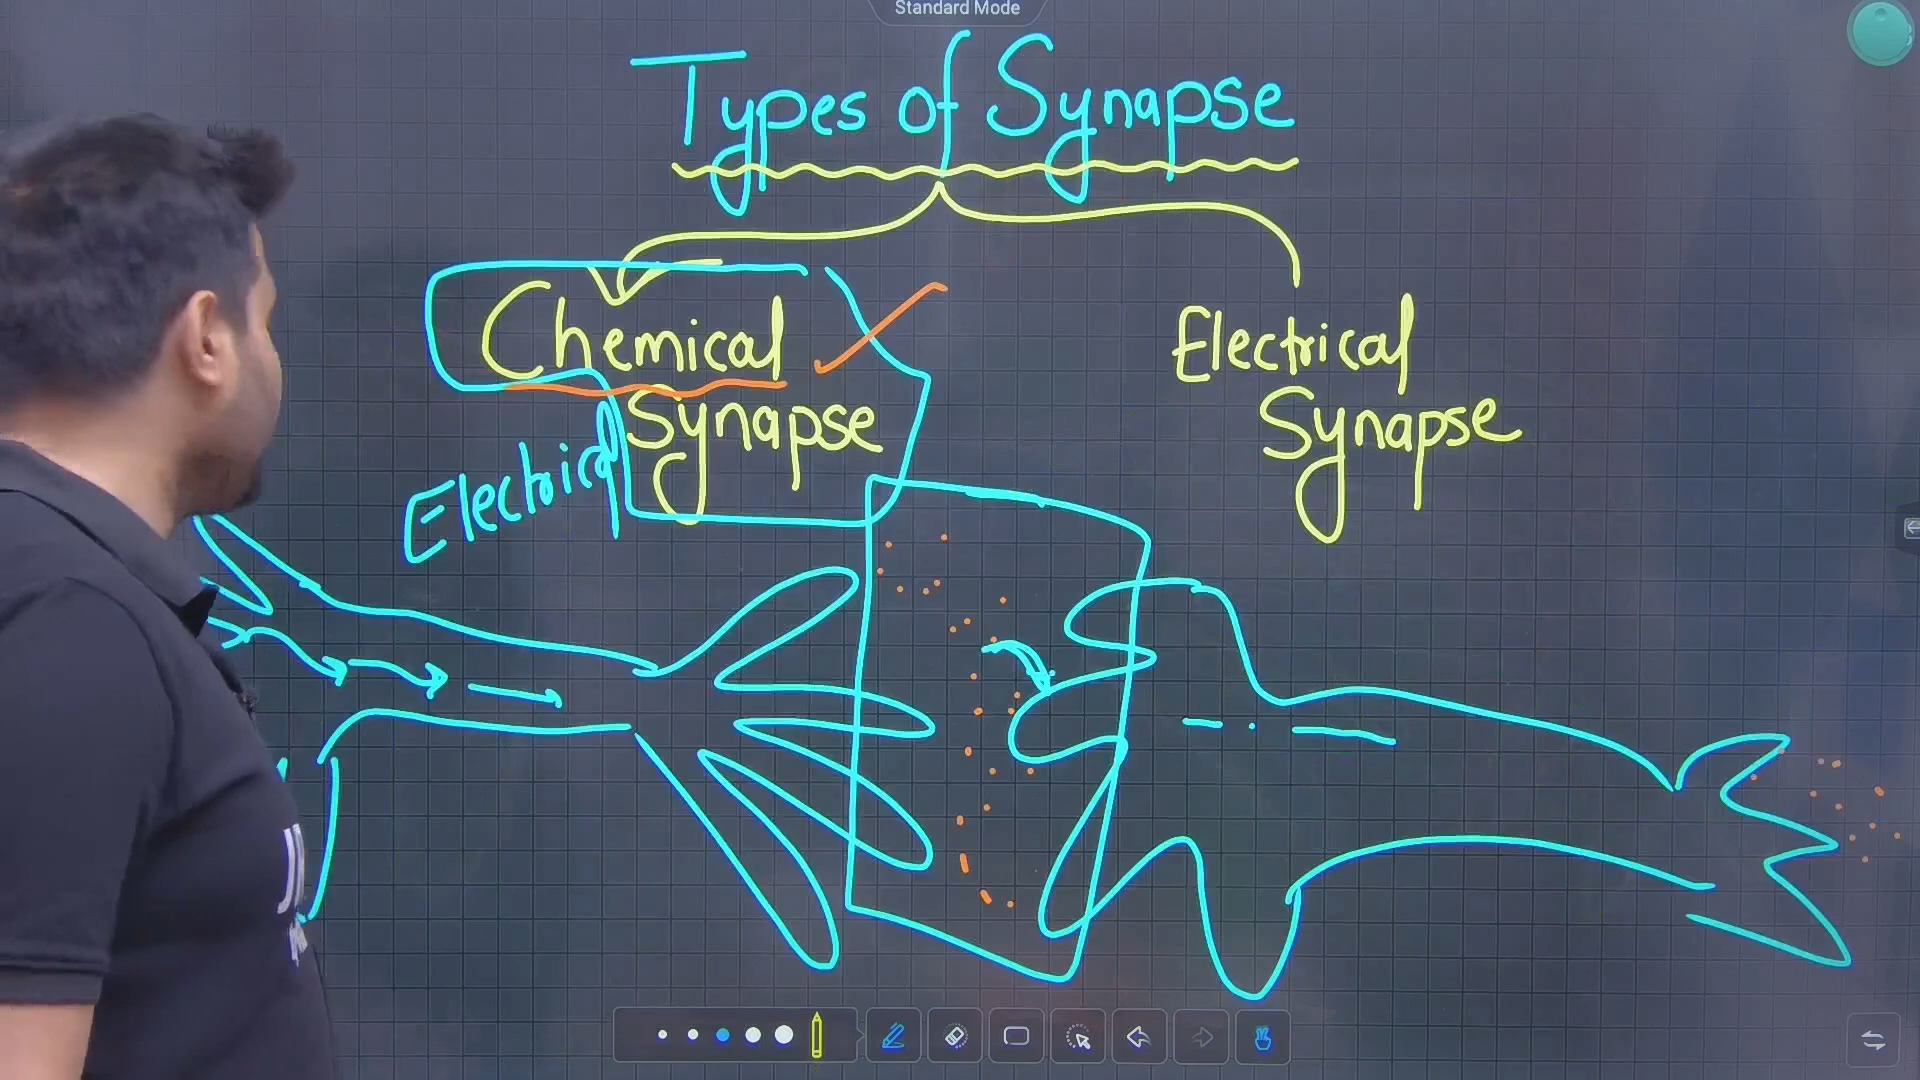 Standard Mode
Types of Synapse
Chemical
Synapse
Electrical
Synapse
Electrical